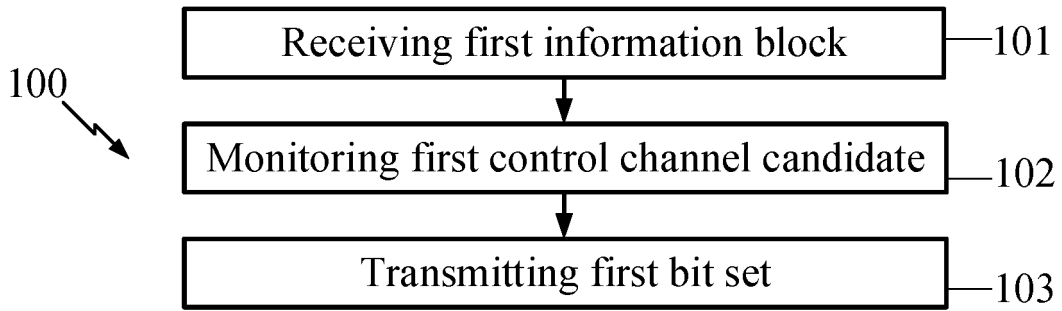 Receiving first information block
101
100
Monitoring first control channel candidate
102
Transmitting first bit set
103